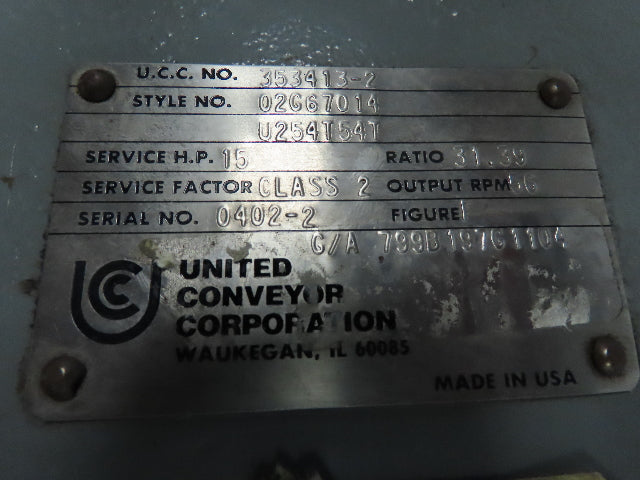 U.C.C. NO. 353413-2
STYLE NO. 02G67014
U254T54T
SERVICE H.P. 15 RATIO 31.39
SERVICE FACTOR CLASS 2 OUTPUT RPM
SERIAL NO. 0402-2 FIGURE
G/A
UCC UNITED
CONVEYOR
CORPORATION
WAUKEGAN, IL 60085
MADE IN USA